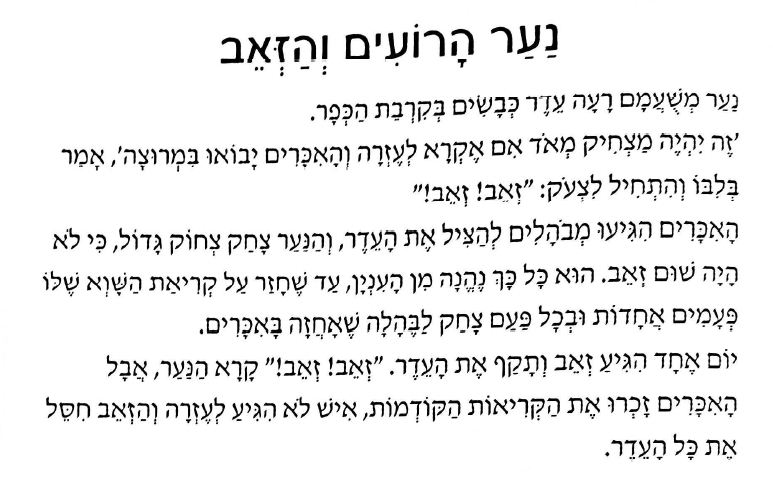 נַעַר הָרוֹעִים וְהַזְּאֵב
נַעַר מְשֻׁעֲמָם רָעָה עֵדֶר כְּבָשִׂים בְּקִרְבַת הַכְּפָר.
'זֶה יִהְיֶה מַצְחִיק מְאֹד אִם אֶקְרָא לְעֶזְרָה וְהָאִכָּרִים יָבוֹאוּ בִּמְרוּצָה', אָמַר
בְּלִבּוֹ וְהִתְחִיל לִצְעֹק: "זְאֵב! זְאֵב!"
הָאִכָּרִים הִגִּיעוּ מְבֹהָלִים לְהַצִּיל אֶת הָעֵדֶר, וְהַנַּעַר צָחַק צְחוֹק גָּדוֹל, כִּי לֹא
הָיָה שׁוּם זְאֵב. הוּא כָּל כָּךְ נֶהֱנָה מִן הָעִנְיָן, עַד שֶׁחָזַר עַל קְרִיאַת הַשָּׁוְא שֶׁלּוֹ
פְּעָמִים אֲחָדוֹת וּבְכָל פַּעַם צָחַק לַבֶּהָלָה שֶׁאָחֲזָה בָּאִכָּרִים.
יוֹם אֶחָד הִגִּיעַ זְאֵב וְתָקַף אֶת הָעֵדֶר. "זְאֵב! זְאֵב!" קָרָא הַנַּעַר, אֲבָל
הָאִכָּרִים זָכְרוּ אֶת הַקְּרִיאוֹת הַקּוֹדְמוֹת, אִישׁ לֹא הִגִּיעַ לְעֶזְרָה וְהַזְּאֵב חִסֵּל
אֶת כָּל הָעֵדֶר.